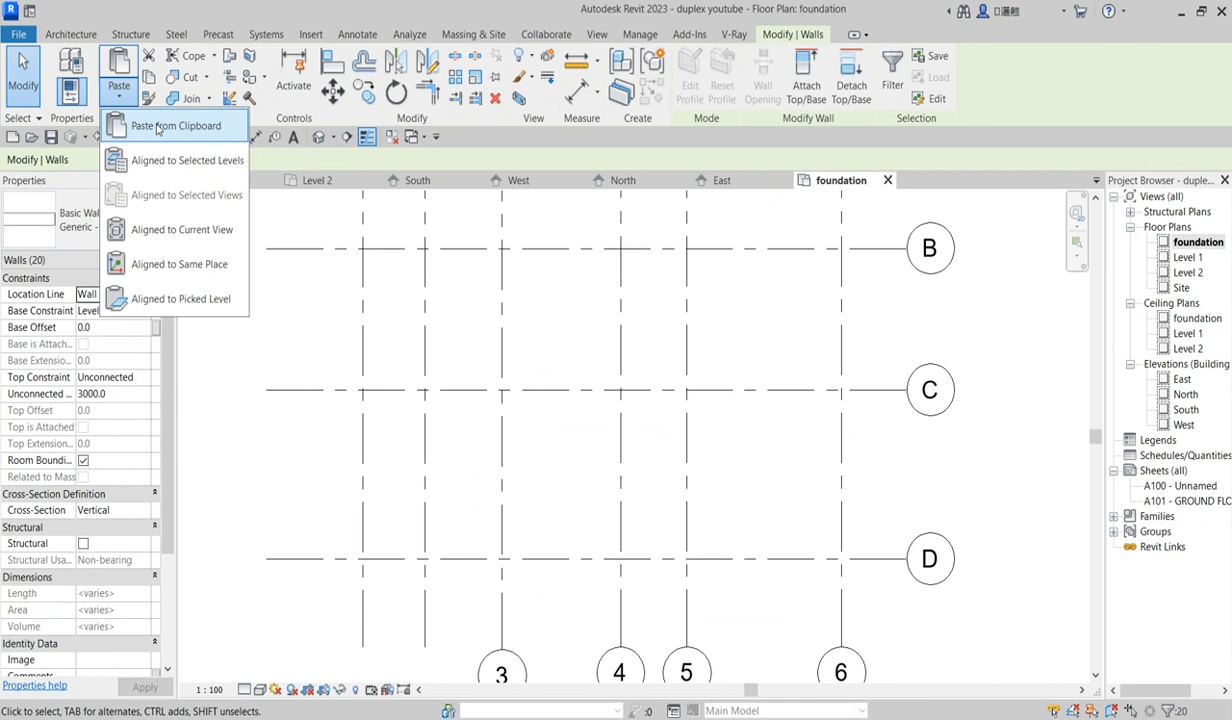 Autodesk Revit 2023 - duplex youtube - Floor Plan: foundation
File Architecture Structure Steel Precast Systems Insert Annotate Analyze Massing & Site Collaborate View Manage Add-Ins V-Ray Modify | Walls
Modify
Paste
Cope
Cut
Join
Activate
Edit Profile
Reset Profile
Wall Opening
Attach Top/Base
Detach Top/Base
Filter
Save
Load
Edit
Select Properties Controls Modify View Measure Create Mode Modify Wall Selection
Paste from Clipboard
Aligned to Selected Levels
Aligned to Selected Views
Aligned to Current View
Aligned to Same Place
Aligned to Picked Level
Modify | Walls
Properties
Level 2 South West North East foundation
Basic Wa
Generic -
Walls (20)
Constraints
Location Line Wall
Base Constraint Level
Base Offset 0.0
Base is Attach...
Base Extensio... 0.0
Top Constraint Unconnected
Unconnected ... 3000.0
Top Offset 0.0
Top is Attached
Top Extension... 0.0
Room Boundi...
Related to Mass
Cross-Section Definition
Cross-Section Vertical
Structural
Structural
Structural Usa... Non-bearing
Dimensions
Length <varies>
Area <varies>
Volume <varies>
Identity Data
Image
Comments
Properties help
Apply
B
C
D
3 4 5 6
Project Browser - duple...
Views (all)
Structural Plans
Floor Plans
foundation
Level 1
Level 2
Site
Ceiling Plans
foundation
Level 1
Level 2
Elevations (Building
East
North
South
West
Legends
Schedules/Quantities
Sheets (all)
A100 - Unnamed
A101 - GROUND FLC
Families
Groups
Revit Links
1 : 100
Click to select, TAB for alternates, CTRL adds, SHIFT unselects.
:0
Main Model
:20